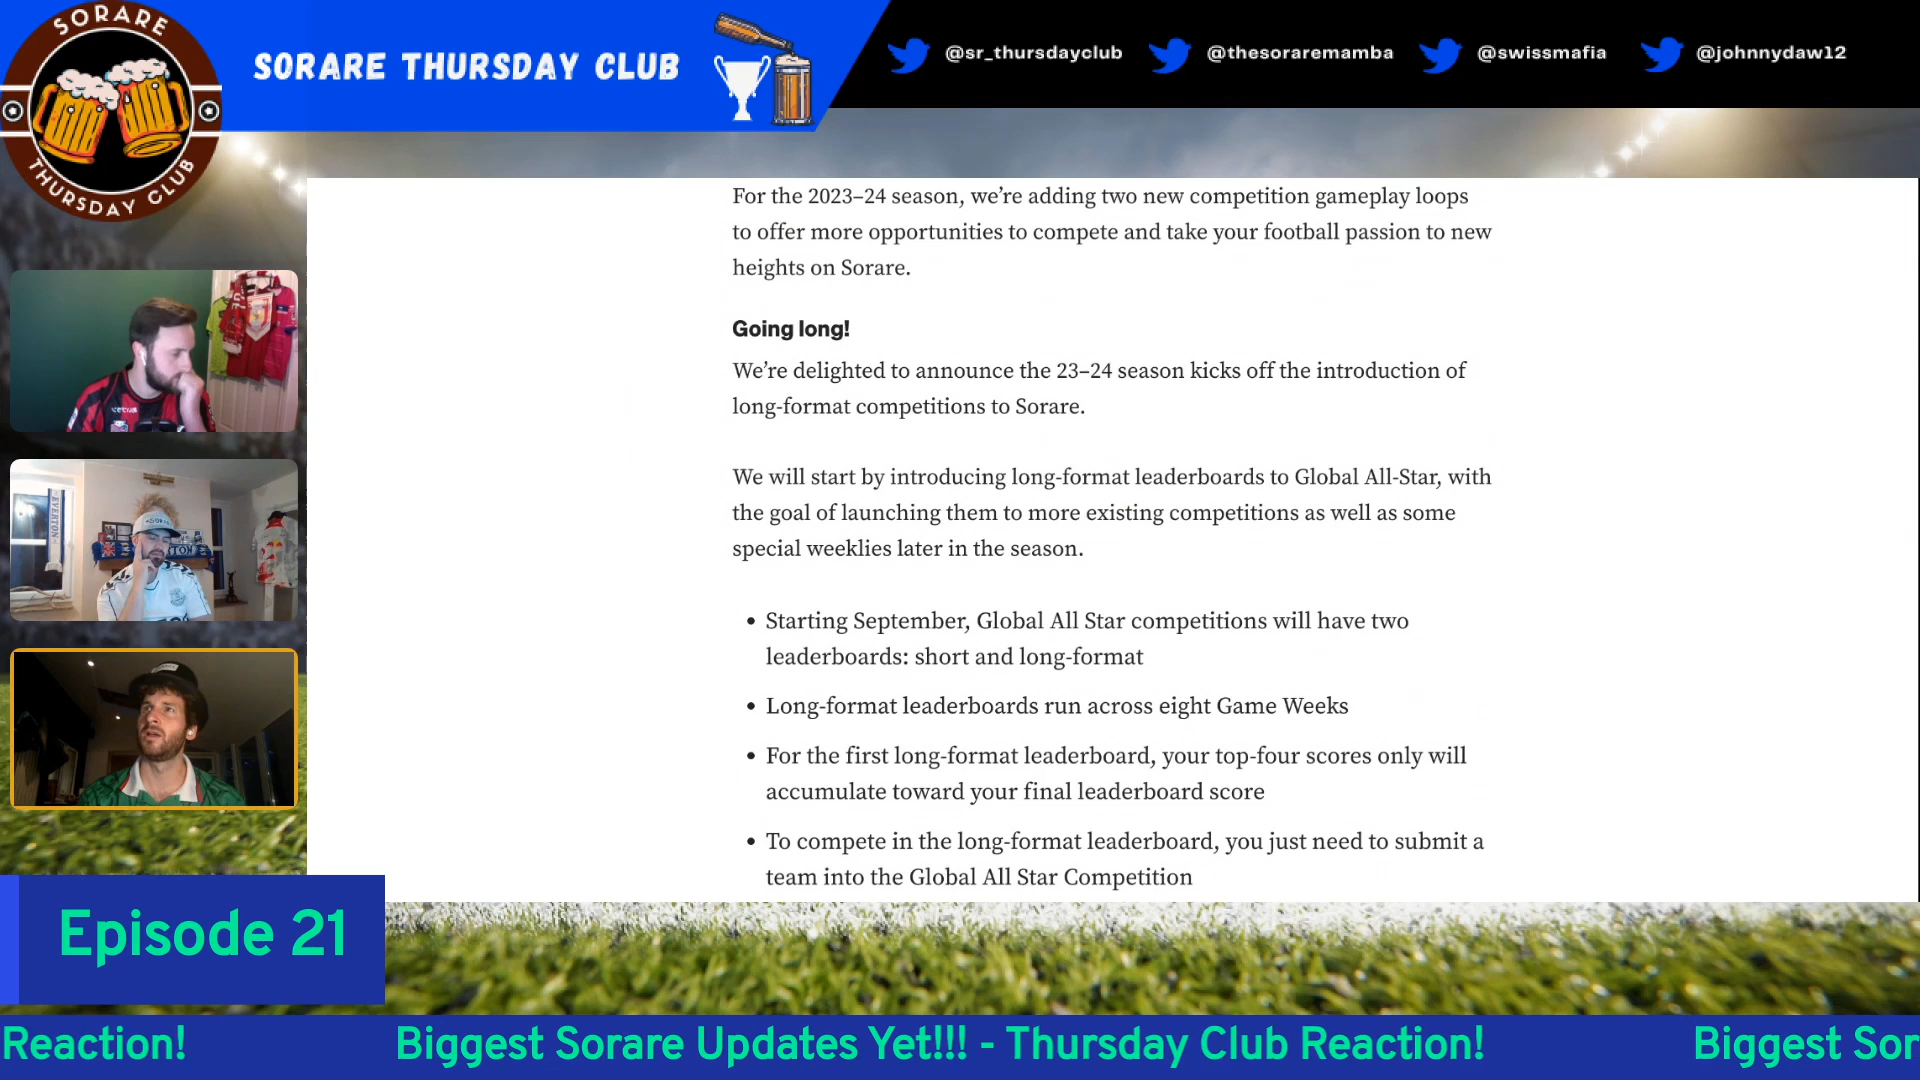 SORARE
THURSDAY CLUB
SORARE THURSDAY CLUB
@sr_thursdayclub
@thesoraremamba
@swissmafia
@johnnydaw12
For the 2023–24 season, we’re adding two new competition gameplay loops
to offer more opportunities to compete and take your football passion to new
heights on Sorare.
Going long!
We’re delighted to announce the 23–24 season kicks off the introduction of
long-format competitions to Sorare.
We will start by introducing long-format leaderboards to Global All-Star, with
the goal of launching them to more existing competitions as well as some
special weeklies later in the season.
• Starting September, Global All Star competitions will have two
leaderboards: short and long-format
• Long-format leaderboards run across eight Game Weeks
• For the first long-format leaderboard, your top-four scores only will
accumulate toward your final leaderboard score
• To compete in the long-format leaderboard, you just need to submit a
team into the Global All Star Competition
EVERTON
Episode 21
Reaction!
Biggest Sorare Updates Yet!!! - Thursday Club Reaction!
Biggest Sor